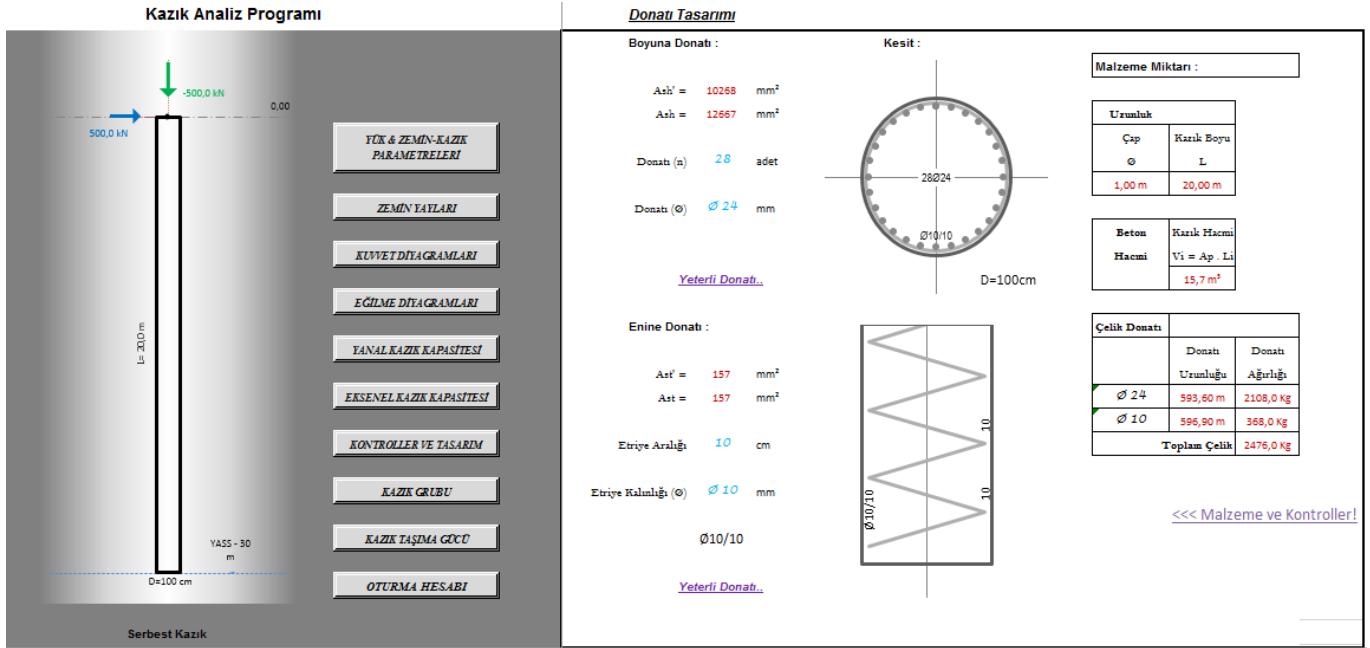 Kazık Analiz Programı
-500,0 kN
0,00
500,0 kN
L= 20,0 m
YASS - 30
m
D=100 cm
Serbest Kazık
YÜK & ZEMİN-KAZIK
PARAMETRELERİ
ZEMİN YAYLARI
KUVVET DİYAGRAMLARI
EĞİLME DİYAGRAMLARI
YANAL KAZIK KAPASİTESİ
EKSENEL KAZIK KAPASİTESİ
KONTROLLER VE TASARIM
KAZIK GRUBU
KAZIK TAŞIMA GÜCÜ
OTURMA HESABI
Donatı Tasarımı
Boyuna Donatı :
Ash' = 10268 mm²
Ash = 12667 mm²
Donatı (n) 28 adet
Donatı (Ø) Ø 24 mm
Yeterli Donatı..
Enine Donatı :
Ast' = 157 mm²
Ast = 157 mm²
Etriye Aralığı 10 cm
Etriye Kalınlığı (Ø) Ø 10 mm
Ø10/10
Yeterli Donatı..
Kesit :
28Ø24
Ø10/10
D=100cm
10
10
Ø10/10
Malzeme Miktarı :
Uzunluk
Çap Kazık Boyu
Ø L
1,00 m 20,00 m
Beton Kazık Hacmi
Hacmi Vi = Ap . Li
15,7 m³
Çelik Donatı
Donatı Donatı
Uzunluğu Ağırlığı
Ø 24 593,60 m 2108,0 Kg
Ø 10 596,90 m 368,0 Kg
Toplam Çelik 2476,0 Kg
<<< Malzeme ve Kontroller!